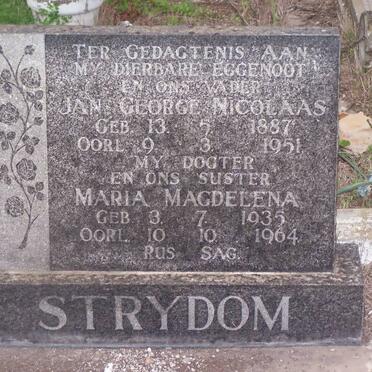 TER GEDAGTENIS AAN
MY DIERBARE EGGENOOT
EN ONS VADER
JAN GEORGE NICOLAAS
GEB. 13. 5. 1887
OORL. 9. 3. 1951
MY DOGTER
EN ONS SUSTER
MARIA MAGDELENA
GEB. 3. 7. 1935
OORL. 10. 10. 1964
RUS SAG.
STRYDOM